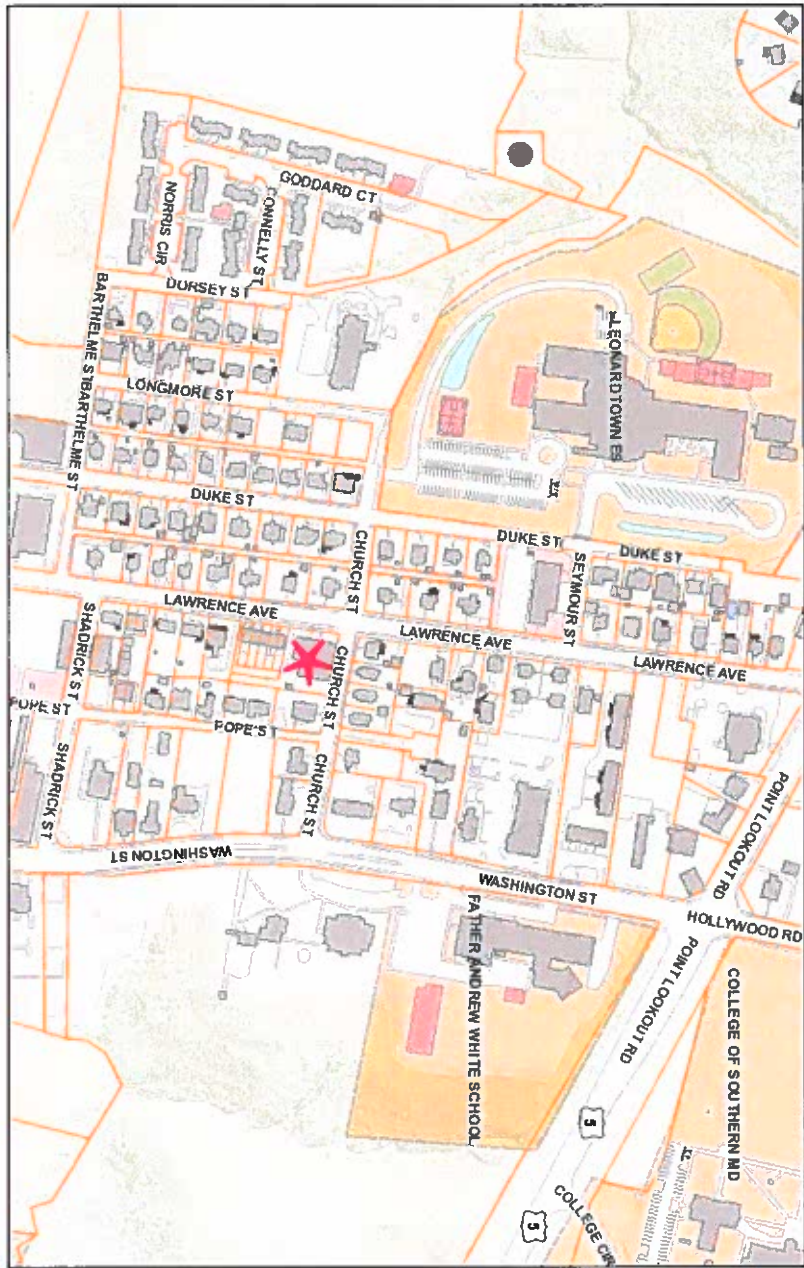 GODDARD CT
CONNELLY ST
NORRIS CIR
DORSEY ST
LEONARDTOWN ES
BARTHELME ST
BARTHELME ST
LONGMORE ST
DUKE ST
DUKE ST
DUKE ST
CHURCH ST
SEYMOUR ST
LAWRENCE AVE
LAWRENCE AVE
LAWRENCE AVE
SHADRICK ST
CHURCH ST
POPE ST
POPE ST
SHADRICK ST
CHURCH ST
POINT LOOKOUT RD
WASHINGTON ST
WASHINGTON ST
HOLLYWOOD RD
FATHER ANDREW WHITE SCHOOL
POINT LOOKOUT RD
COLLEGE OF SOUTHERN MD
5
COLLEGE CIR
5